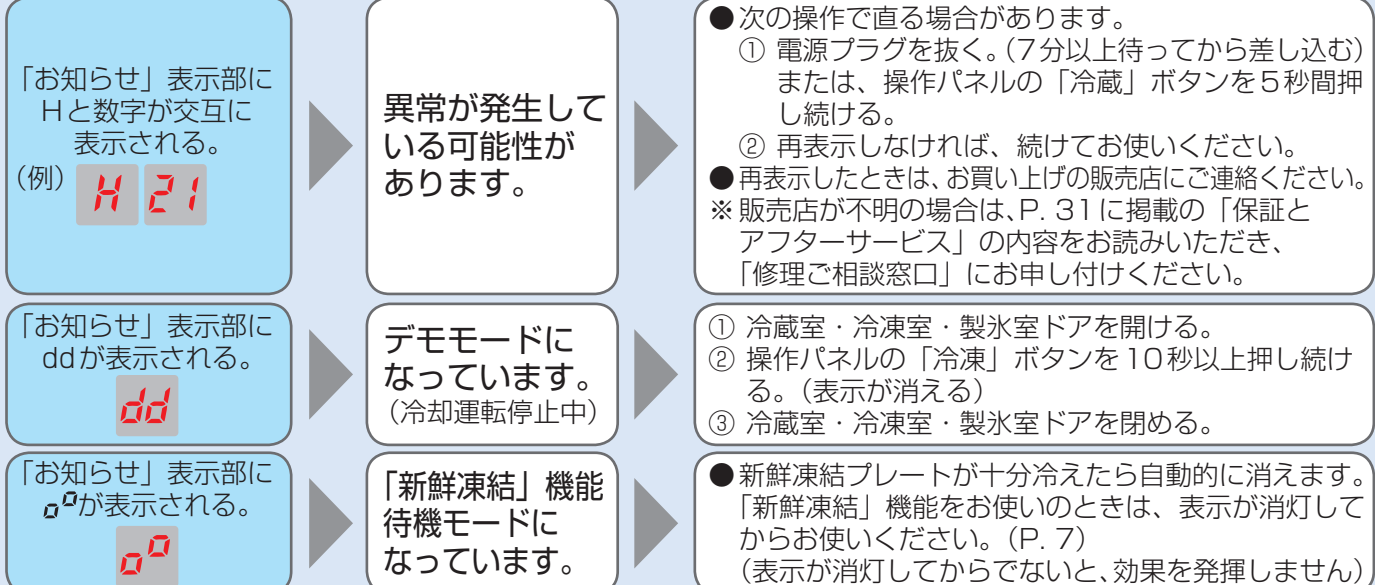 「お知らせ」表示部に
Hと数字が交互に
表示される。
(例) H 21
異常が発生して
いる可能性が
あります。
●次の操作で直る場合があります。
① 電源プラグを抜く。(7分以上待ってから差し込む)
または、操作パネルの「冷蔵」ボタンを5秒間押
し続ける。
② 再表示しなければ、続けてお使いください。
●再表示したときは、お買い上げの販売店にご連絡ください。
※販売店が不明の場合は、P. 31に掲載の「保証と
アフターサービス」の内容をお読みいただき、
「修理ご相談窓口」にお申し付けください。
「お知らせ」表示部に
ddが表示される。
dd
デモモードに
なっています。
(冷却運転停止中)
① 冷蔵室・冷凍室・製氷室ドアを開ける。
② 操作パネルの「冷凍」ボタンを10秒以上押し続け
る。(表示が消える)
③ 冷蔵室・冷凍室・製氷室ドアを閉める。
「お知らせ」表示部に
oºが表示される。
oº
「新鮮凍結」機能
待機モードに
なっています。
●新鮮凍結プレートが十分冷えたら自動的に消えます。
「新鮮凍結」機能をお使いのときは、表示が消灯して
からお使いください。(P. 7)
(表示が消灯してからでないと、効果を発揮しません)